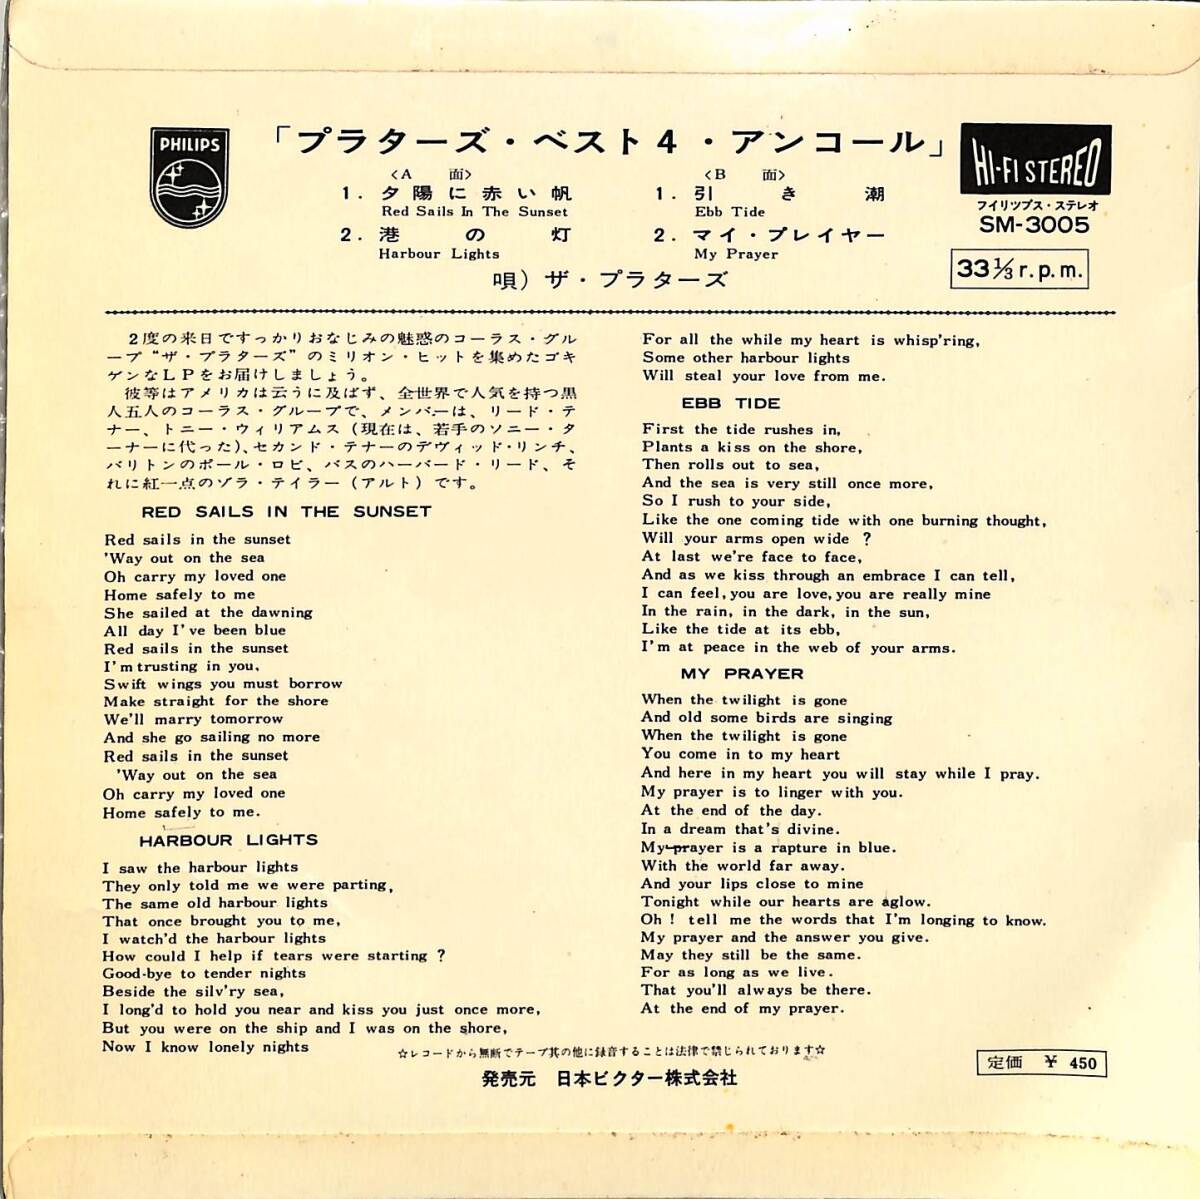 PHILIPS
「プラターズ・ベスト4・アンコール」
〈A 面〉
1. 夕陽に赤い帆
Red Sails In The Sunset
2. 港の灯
Harbour Lights
〈B 面〉
1. 引き潮
Ebb Tide
2. マイ・プレイヤー
My Prayer
唄）ザ・プラターズ
HI-FI STEREO
フイリツプス・ステレオ
SM-3005
33 1/3 r.p.m.
2度の来日ですっかりおなじみの魅惑のコーラス・グル
ープ“ザ・プラターズ”のミリオン・ヒットを集めたゴキ
ゲンなLPをお届けしましょう。
彼等はアメリカは云うに及ばず、全世界で人気を持つ黒
人五人のコーラス・グループで、メンバーは、リード・テ
ナー、トニー・ウィリアムス（現在は、若手のソニー・タ
ーナーに代った）、セカンド・テナーのデヴィッド・リンチ、
バリトンのポール・ロビ、バスのハーバード・リード、そ
れに紅一点のゾラ・テイラー（アルト）です。
RED SAILS IN THE SUNSET
Red sails in the sunset
'Way out on the sea
Oh carry my loved one
Home safely to me
She sailed at the dawning
All day I've been blue
Red sails in the sunset
I'm trusting in you.
Swift wings you must borrow
Make straight for the shore
We'll marry tomorrow
And she go sailing no more
Red sails in the sunset
'Way out on the sea
Oh carry my loved one
Home safely to me.
HARBOUR LIGHTS
I saw the harbour lights
They only told me we were parting,
The same old harbour lights
That once brought you to me,
I watch'd the harbour lights
How could I help if tears were starting ?
Good-bye to tender nights
Beside the silv'ry sea,
I long'd to hold you near and kiss you just once more,
But you were on the ship and I was on the shore,
Now I know lonely nights
For all the while my heart is whisp'ring,
Some other harbour lights
Will steal your love from me.
EBB TIDE
First the tide rushes in,
Plants a kiss on the shore,
Then rolls out to sea,
And the sea is very still once more,
So I rush to your side,
Like the one coming tide with one burning thought,
Will your arms open wide ?
At last we're face to face,
And as we kiss through an embrace I can tell,
I can feel, you are love, you are really mine
In the rain, in the dark, in the sun,
Like the tide at its ebb,
I'm at peace in the web of your arms.
MY PRAYER
When the twilight is gone
And old some birds are singing
When the twilight is gone
You come in to my heart
And here in my heart you will stay while I pray.
My prayer is to linger with you.
At the end of the day.
In a dream that's divine.
My prayer is a rapture in blue.
With the world far away.
And your lips close to mine
Tonight while our hearts are aglow.
Oh ! tell me the words that I'm longing to know.
My prayer and the answer you give.
May they still be the same.
For as long as we live.
That you'll always be there.
At the end of my prayer.
☆レコードから無断でテープ其の他に録音することは法律で禁じられております☆
発売元 日本ビクター株式会社
定価 ¥ 450